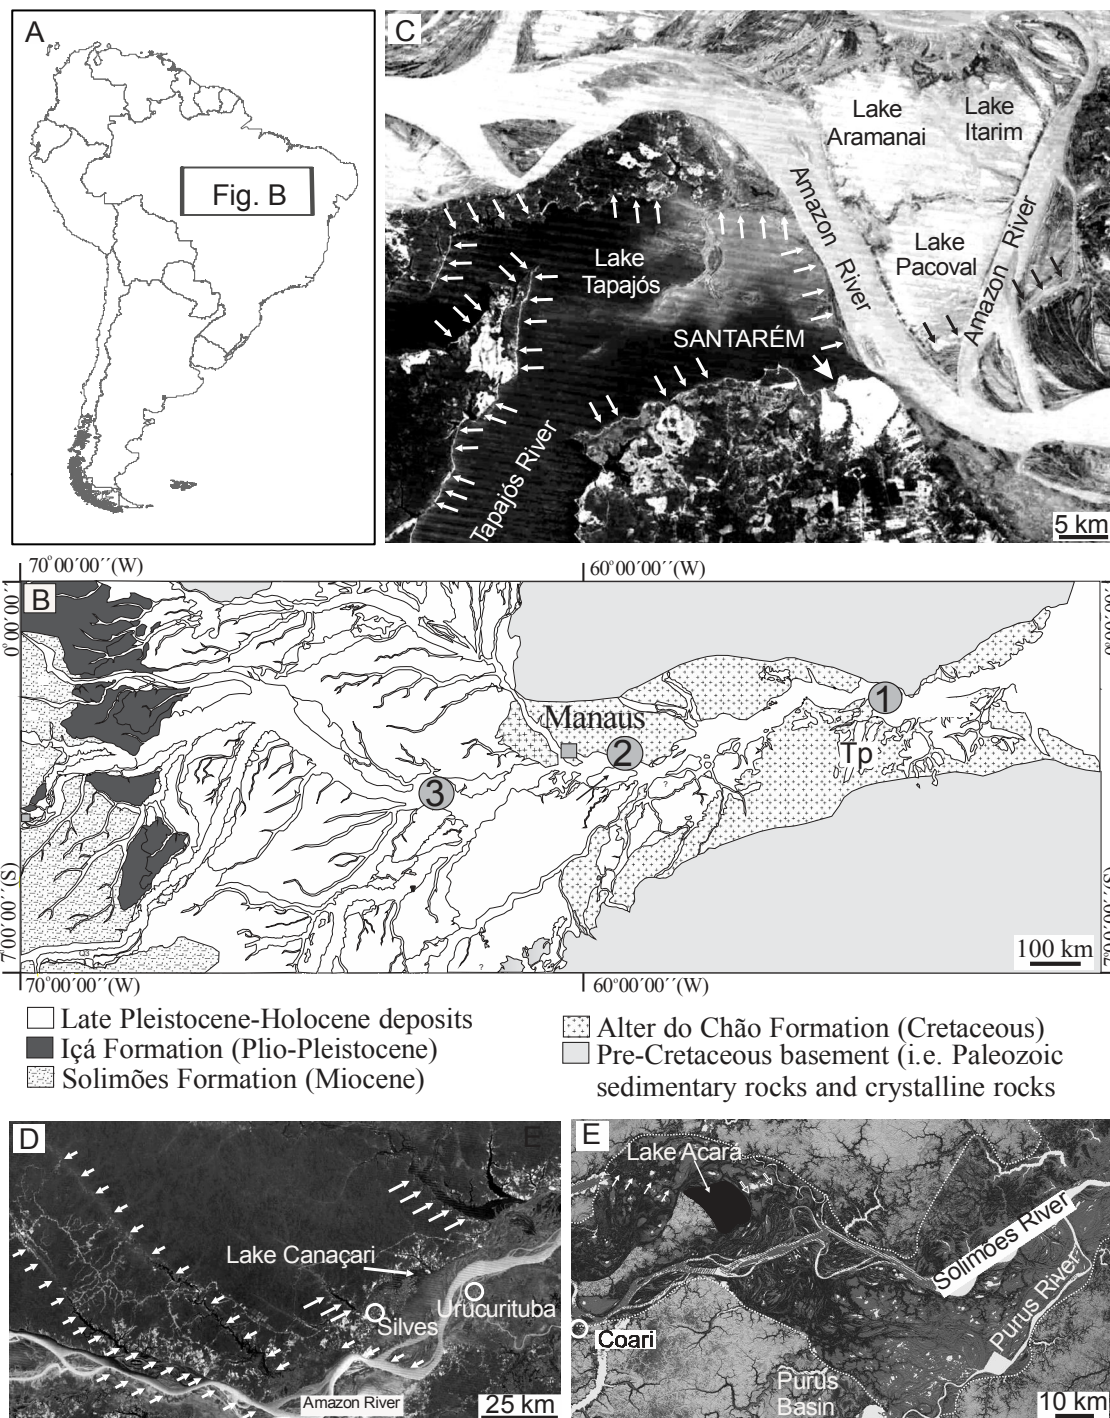 A
Fig. B
C
Lake
Aramanai
Lake
Itarim
Amazon River
Lake
Pacoval
Amazon River
Lake
Tapajós
SANTARÉM
Tapajós River
5 km
70°00'00''(W)
60°00'00''(W)
B
0°00'00''
Manaus
1
2
3
Tp
7°00'00''(S)
100 km
70°00'00''(W)
60°00'00''(W)
Late Pleistocene-Holocene deposits
Içá Formation (Plio-Pleistocene)
Solimões Formation (Miocene)
Alter do Chão Formation (Cretaceous)
Pre-Cretaceous basement (i.e. Paleozoic
sedimentary rocks and crystalline rocks
D
E
Lake Canaçari
Urucurituba
Silves
Amazon River
25 km
E
Lake Acará
Solimões River
Purus River
Coari
Purus
Basin
10 km